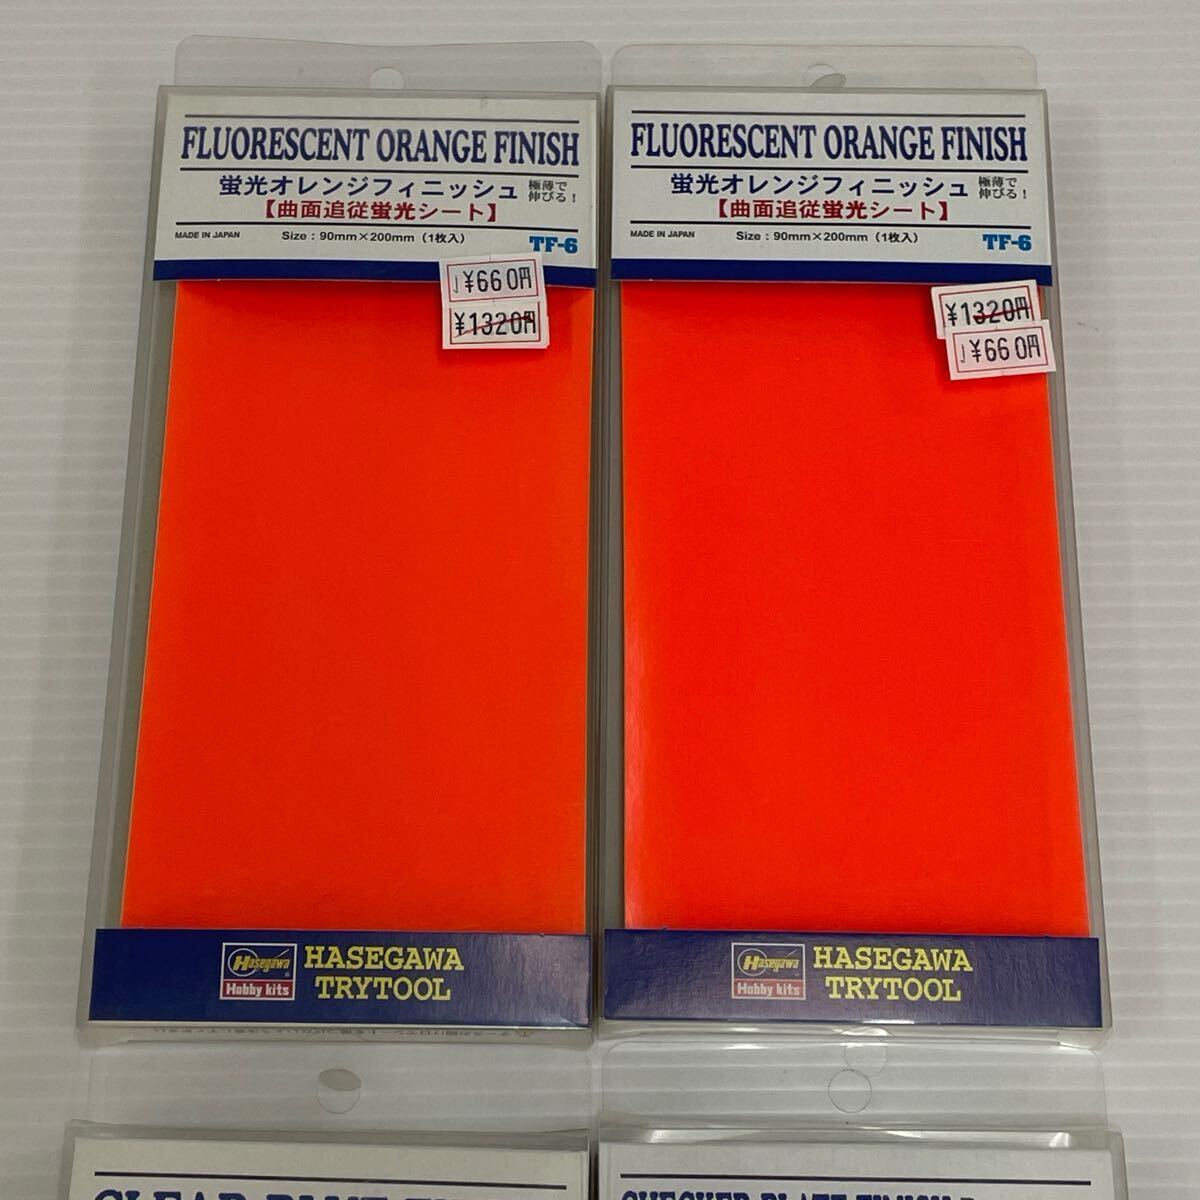 FLUORESCENT ORANGE FINISH
蛍光オレンジフィニッシュ 極薄で伸びる!
【曲面追従蛍光シート】
MADE IN JAPAN Size : 90mm×200mm (1枚入) TF-6
¥660円
¥1320円
Hasegawa
Hobby kits
HASEGAWA
TRYTOOL
FLUORESCENT ORANGE FINISH
蛍光オレンジフィニッシュ 極薄で伸びる!
【曲面追従蛍光シート】
MADE IN JAPAN Size : 90mm×200mm (1枚入) TF-6
¥1320円
¥660円
Hasegawa
Hobby kits
HASEGAWA
TRYTOOL
CLEAR BLUE
CHECKER PLATE FINISH